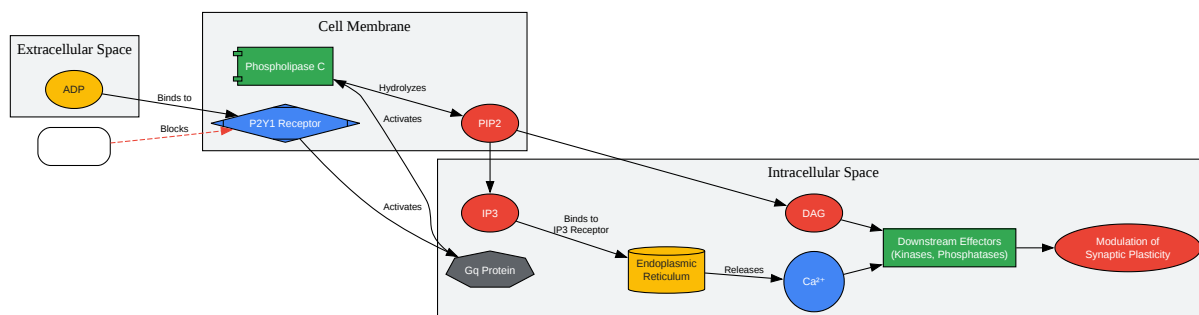 Cell Membrane
Extracellular Space
Phospholipase C
ADP
Hydrolyzes
Binds to
Activates
P2Y1 Receptor
PIP2
Blocks
Intracellular Space
Activates
IP3
DAG
Binds to
IP3 Receptor
Downstream Effectors
(Kinases, Phosphatases)
Modulation of
Synaptic Plasticity
Gq Protein
Endoplasmic
Reticulum
Releases
Ca²⁺